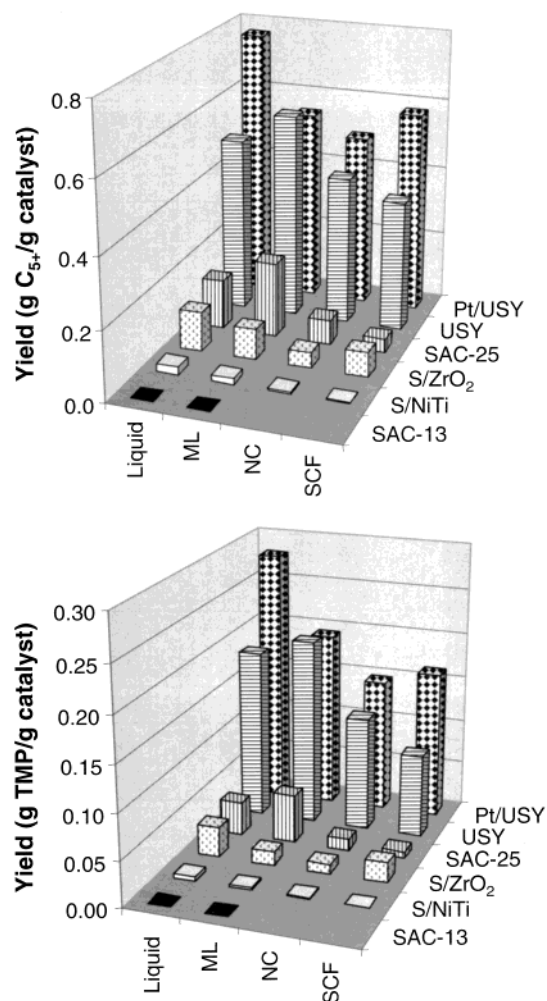 Yield (g C5+/g catalyst)
0.8
0.6
0.4
0.2
0.0
Liquid
ML
NC
SCF
Pt/USY
USY
SAC-25
S/ZrO2
S/NiTi
SAC-13
Yield (g TMP/g catalyst)
0.30
0.25
0.20
0.15
0.10
0.05
0.00
Liquid
ML
NC
SCF
Pt/USY
USY
SAC-25
S/ZrO2
S/NiTi
SAC-13